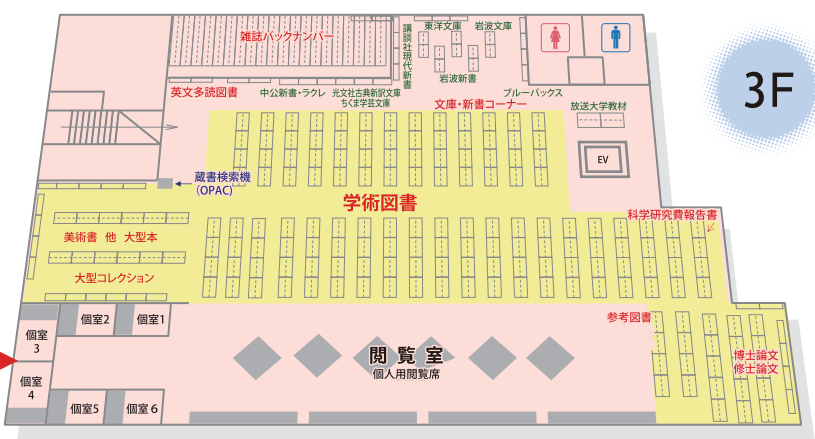 3F
雑誌バックナンバー
講談社現代新書
東洋文庫
岩波文庫
岩波新書
英文多読図書
中公新書・ラクレ
光文社古典新訳文庫
ちくま学芸文庫
文庫・新書コーナー
ブルーバックス
放送大学教材
EV
蔵書検索機
(OPAC)
学術図書
科学研究費報告書
美術書 他 大型本
大型コレクション
参考図書
個室2
個室1
個室
3
個室
4
個室5
個室6
閲覧室
個人用閲覧席
博士論文
修士論文